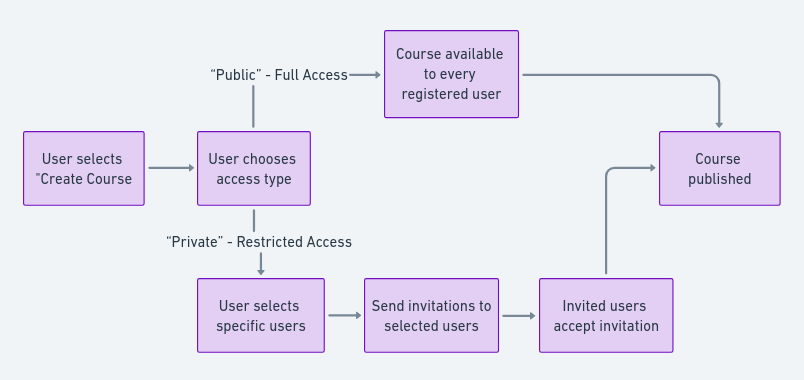 “Public” - Full Access
Course available
to every
registered user
User selects
"Create Course
User chooses
access type
Course
published
“Private” - Restricted Access
User selects
specific users
Send invitations to
selected users
Invited users
accept invitation